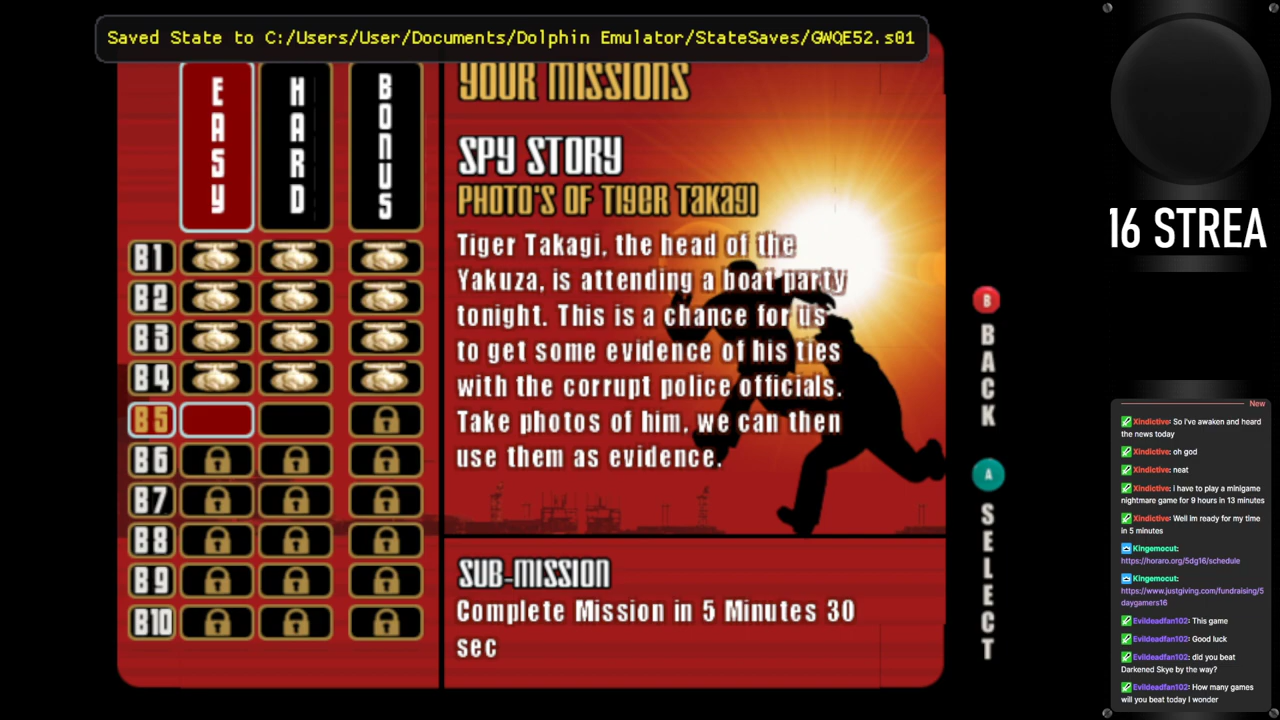 Saved State to C:/Users/User/Documents/Dolphin Emulator/StateSaves/GWQE52.s01
EASY
HARD
BONUS
B1
B2
B3
B4
B5
B6
B7
B8
B9
B10
YOUR MISSIONS
SPY STORY
PHOTO'S OF TIGER TAKAGI
Tiger Takagi, the head of the
Yakuza, is attending a boat party
tonight. This is a chance for us
to get some evidence of his ties
with the corrupt police officials.
Take photos of him, we can then
use them as evidence.
SUB-MISSION
Complete Mission in 5 Minutes 30
sec
B
BACK
A
SELECT
16 STREA
New
Xindictive: So I've awaken and heard
the news today
Xindictive: oh god
Xindictive: neat
Xindictive: I have to play a minigame
nightmare game for 9 hours in 13 minutes
Xindictive: Well im ready for my time
in 5 minutes
Kingemocut:
https://horaro.org/5dg16/schedule
Kingemocut:
https://www.justgiving.com/fundraising/5
daygamers16
Evildeadfan102: This game
Evildeadfan102: Good luck
Evildeadfan102: did you beat
Darkened Skye by the way?
Evildeadfan102: How many games
will you beat today I wonder